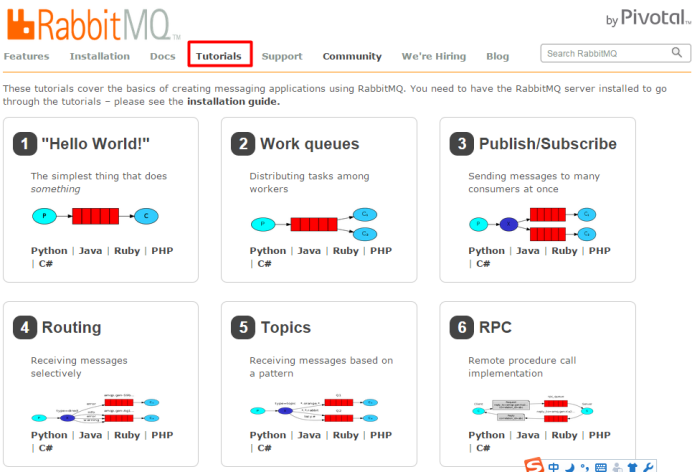 RabbitMQ™
by Pivotal™
Features Installation Docs Tutorials Support Community We're Hiring Blog Search RabbitMQ
These tutorials cover the basics of creating messaging applications using RabbitMQ. You need to have the RabbitMQ server installed to go
through the tutorials – please see the installation guide.
1 "Hello World!"
The simplest thing that does
something
P C
Python | Java | Ruby | PHP
| C#
2 Work queues
Distributing tasks among
workers
P C₁
C₂
Python | Java | Ruby | PHP
| C#
3 Publish/Subscribe
Sending messages to many
consumers at once
P X C₁
C₂
Python | Java | Ruby | PHP
| C#
4 Routing
Receiving messages
selectively
Python | Java | Ruby | PHP
| C#
5 Topics
Receiving messages based on
a pattern
Python | Java | Ruby | PHP
| C#
6 RPC
Remote procedure call
implementation
Python | Java | Ruby | PHP
| C#
中